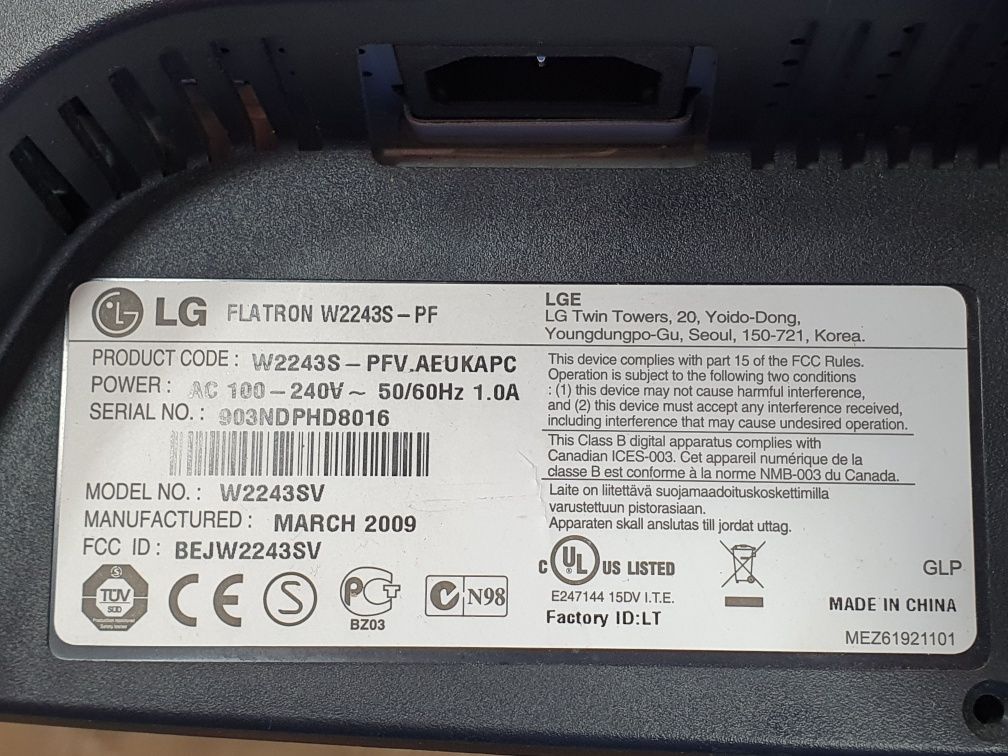 LG FLATRON W2243S-PF
PRODUCT CODE : W2243S-PFV.AEUKAPC
POWER : AC 100-240V~ 50/60Hz 1.0A
SERIAL NO. : 903NDPHD8016
MODEL NO. : W2243SV
MANUFACTURED : MARCH 2009
FCC ID : BEJW2243SV
S
TÜV
SÜD
Production monitored
Safety tested
CE
S
PCT
BZ03
N98
LGE
LG Twin Towers, 20, Yoido-Dong,
Youngdungpo-Gu, Seoul, 150-721, Korea.
This device complies with part 15 of the FCC Rules.
Operation is subject to the following two conditions
: (1) this device may not cause harmful interference,
and (2) this device must accept any interference received,
including interference that may cause undesired operation.
This Class B digital apparatus complies with
Canadian ICES-003. Cet appareil numérique de la
classe B est conforme à la norme NMB-003 du Canada.
Laite on liitettävä suojamaadoituskoskettimilla
varustettuun pistorasiaan.
Apparaten skall anslutas till jordat uttag.
C UL US LISTED
E247144 15DV I.T.E.
Factory ID:LT
GLP
MADE IN CHINA
MEZ61921101